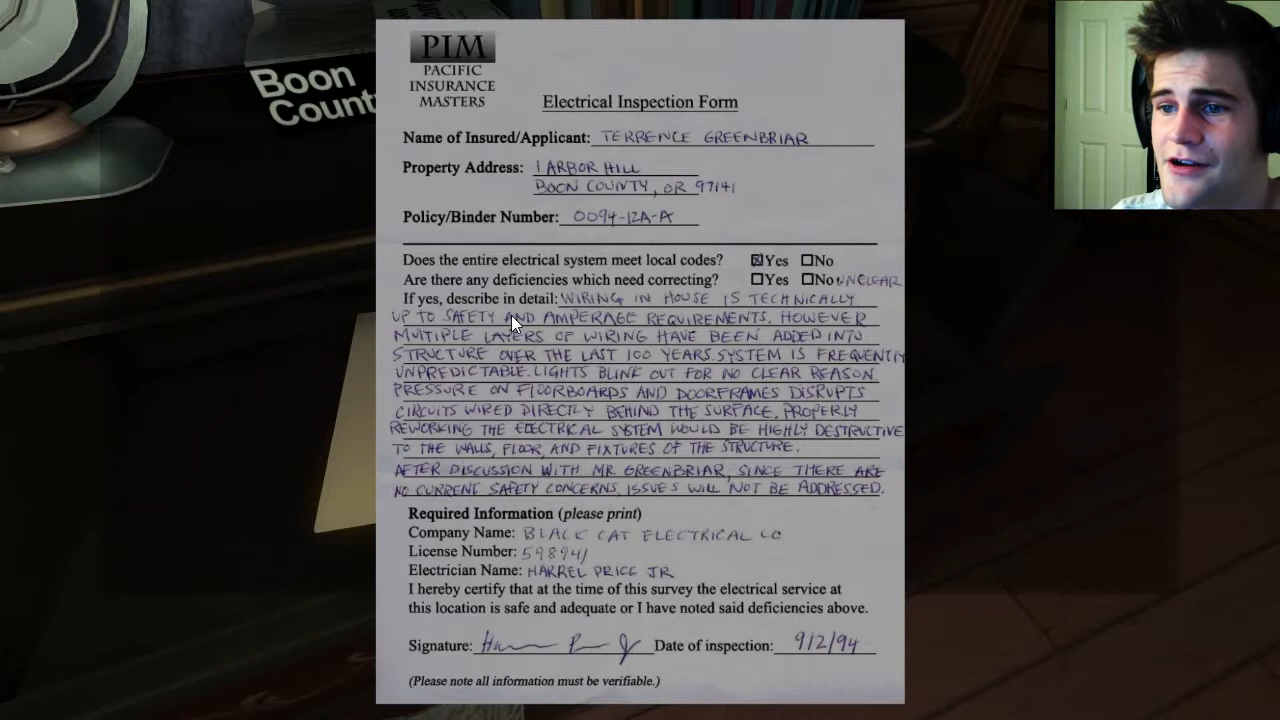 Boon
County
PIM
PACIFIC
INSURANCE
MASTERS
Electrical Inspection Form
Name of Insured/Applicant: TERRENCE GREENBRIAR
Property Address: 1 ARBOR HILL
BOON COUNTY, OR 97141
Policy/Binder Number: 0094-12A-A
Does the entire electrical system meet local codes? ☒Yes ☐No
Are there any deficiencies which need correcting? ☐Yes ☐No UNCLEAR
If yes, describe in detail: WIRING IN HOUSE IS TECHNICALLY
UP TO SAFETY AND AMPERAGE REQUIREMENTS. HOWEVER
MULTIPLE LAYERS OF WIRING HAVE BEEN ADDED INTO
STRUCTURE OVER THE LAST 100 YEARS. SYSTEM IS FREQUENTLY
UNPREDICTABLE. LIGHTS BLINK OUT FOR NO CLEAR REASON
PRESSURE ON FLOORBOARDS AND DOORFRAMES DISRUPTS
CIRCUITS WIRED DIRECTLY BEHIND THE SURFACE. PROPERLY
REWORKING THE ELECTRICAL SYSTEM WOULD BE HIGHLY DESTRUCTIVE
TO THE WALLS, FLOOR, AND FIXTURES OF THE STRUCTURE.
AFTER DISCUSSION WITH MR. GREENBRIAR, SINCE THERE ARE
NO CURRENT SAFETY CONCERNS, ISSUES WILL NOT BE ADDRESSED.
Required Information (please print)
Company Name: BLACK CAT ELECTRICAL CO
License Number: 598941
Electrician Name: HARREL PRICE JR
I hereby certify that at the time of this survey the electrical service at
this location is safe and adequate or I have noted said deficiencies above.
Signature: Date of inspection: 9/2/94
(Please note all information must be verifiable.)